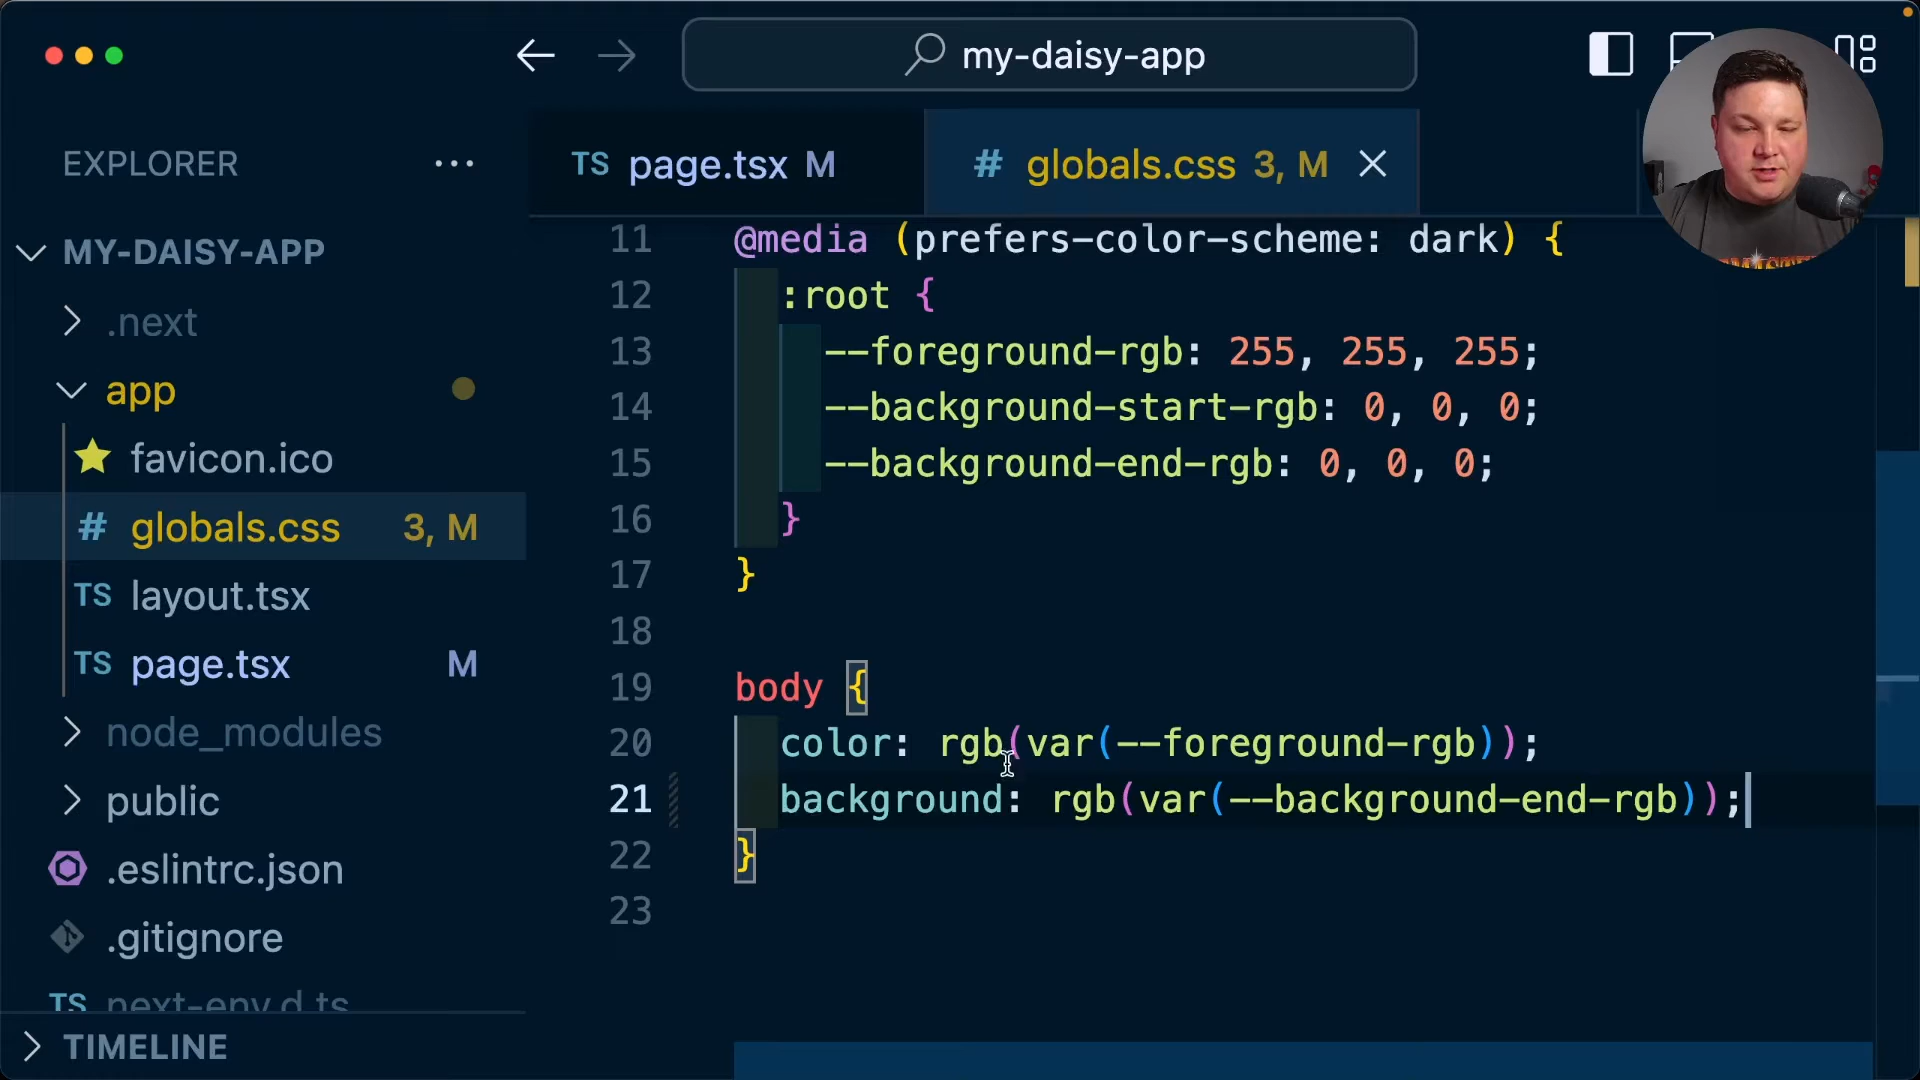 my-daisy-app
EXPLORER ...
TS page.tsx M
# globals.css 3, M
MY-DAISY-APP
.next
app
favicon.ico
# globals.css 3, M
TS layout.tsx
TS page.tsx M
node_modules
public
.eslintrc.json
.gitignore
TS next-env.d.ts
TIMELINE
11 @media (prefers-color-scheme: dark) {
12 :root {
13 --foreground-rgb: 255, 255, 255;
14 --background-start-rgb: 0, 0, 0;
15 --background-end-rgb: 0, 0, 0;
16 }
17 }
18
19 body {
20 color: rgb(var(--foreground-rgb));
21 background: rgb(var(--background-end-rgb));
22 }
23